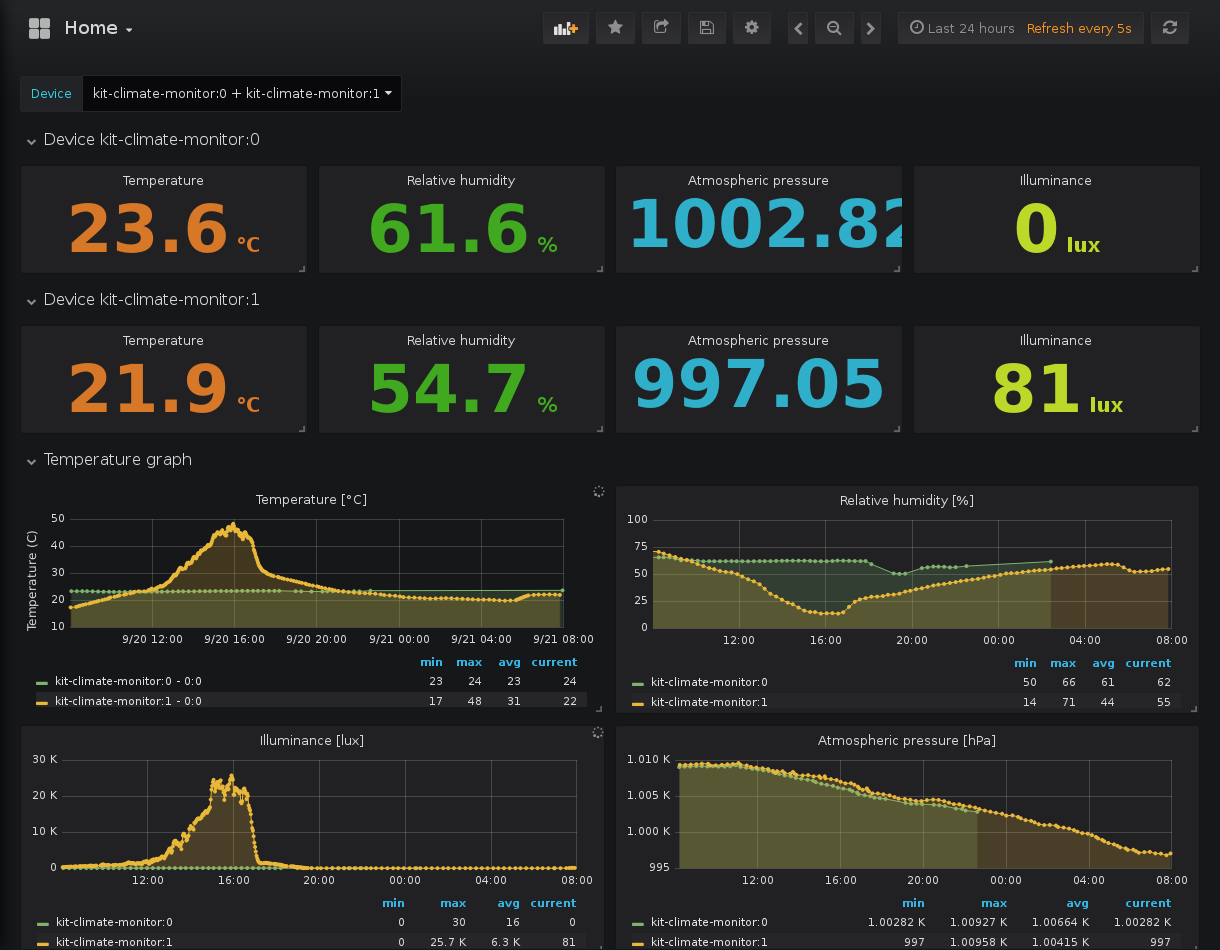 Home
Last 24 hours Refresh every 5s
Device kit-climate-monitor:0 + kit-climate-monitor:1
Device kit-climate-monitor:0
Temperature Relative humidity Atmospheric pressure Illuminance
23.6 °C 61.6 % 1002.82 0 lux
Device kit-climate-monitor:1
Temperature Relative humidity Atmospheric pressure Illuminance
21.9 °C 54.7 % 997.05 81 lux
Temperature graph
Temperature [°C]
Temperature (C)
50
40
30
20
10
9/20 12:00 9/20 16:00 9/20 20:00 9/21 00:00 9/21 04:00 9/21 08:00
min max avg current
kit-climate-monitor:0 - 0:0 23 24 23 24
kit-climate-monitor:1 - 0:0 17 48 31 22
Relative humidity [%]
100
75
50
25
0
12:00 16:00 20:00 00:00 04:00 08:00
min max avg current
kit-climate-monitor:0 50 66 61 62
kit-climate-monitor:1 14 71 44 55
Illuminance [lux]
30 K
20 K
10 K
0
12:00 16:00 20:00 00:00 04:00 08:00
min max avg current
kit-climate-monitor:0 0 30 16 0
kit-climate-monitor:1 0 25.7 K 6.3 K 81
Atmospheric pressure [hPa]
1.010 K
1.005 K
1.000 K
995
12:00 16:00 20:00 00:00 04:00 08:00
min max avg current
kit-climate-monitor:0 1.00282 K 1.00927 K 1.00664 K 1.00282 K
kit-climate-monitor:1 997 1.00958 K 1.00415 K 997